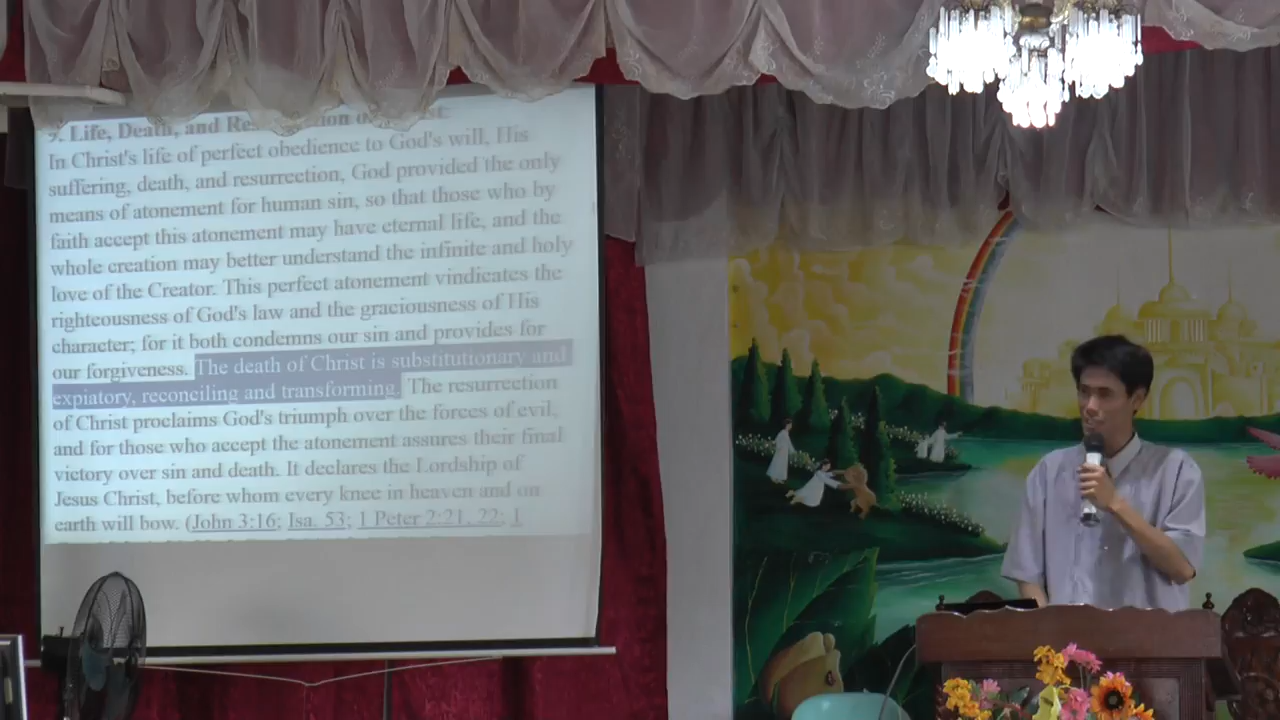 9. Life, Death, and Res ion o
In Christ's life of perfect obedience to God's will, His
suffering, death, and resurrection, God provided the only
means of atonement for human sin, so that those who by
faith accept this atonement may have eternal life, and the
whole creation may better understand the infinite and holy
love of the Creator. This perfect atonement vindicates the
righteousness of God's law and the graciousness of His
character; for it both condemns our sin and provides for
our forgiveness. The death of Christ is substitutionary and
expiatory, reconciling and transforming. The resurrection
of Christ proclaims God's triumph over the forces of evil,
and for those who accept the atonement assures their final
victory over sin and death. It declares the Lordship of
Jesus Christ, before whom every knee in heaven and on
earth will bow. (John 3:16; Isa. 53; 1 Peter 2:21, 22; 1